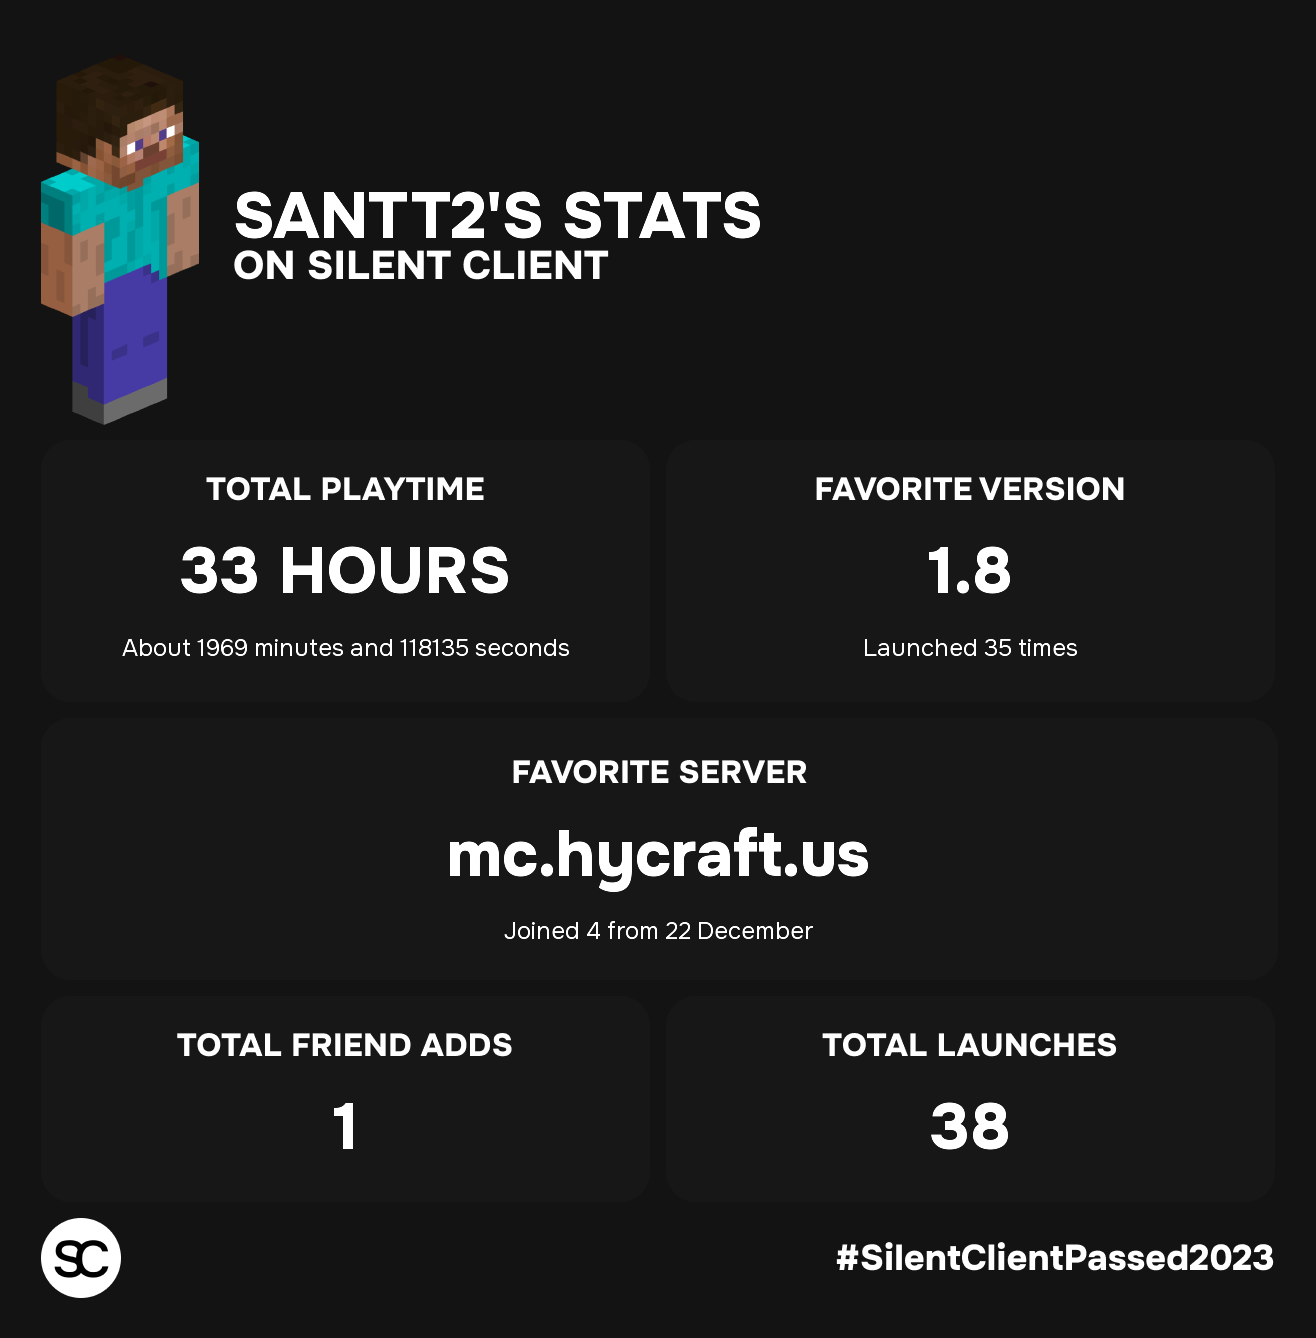 SANTT2'S STATS
ON SILENT CLIENT
TOTAL PLAYTIME
33 HOURS
About 1969 minutes and 118135 seconds
FAVORITE VERSION
1.8
Launched 35 times
FAVORITE SERVER
mc.hycraft.us
Joined 4 from 22 December
TOTAL FRIEND ADDS
1
TOTAL LAUNCHES
38
SC
#SilentClientPassed2023